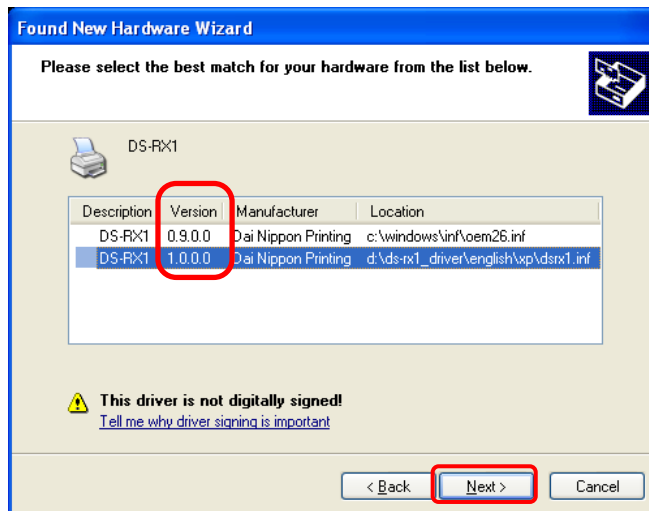 Found New Hardware Wizard
Please select the best match for your hardware from the list below.
DS-RX1
Description Version Manufacturer Location
DS-RX1 0.9.0.0 Dai Nippon Printing c:\windows\inf\oem26.inf
DS-RX1 1.0.0.0 Dai Nippon Printing d:\ds-rx1_driver\english\xp\dsrx1.inf
This driver is not digitally signed!
Tell me why driver signing is important
< Back Next > Cancel